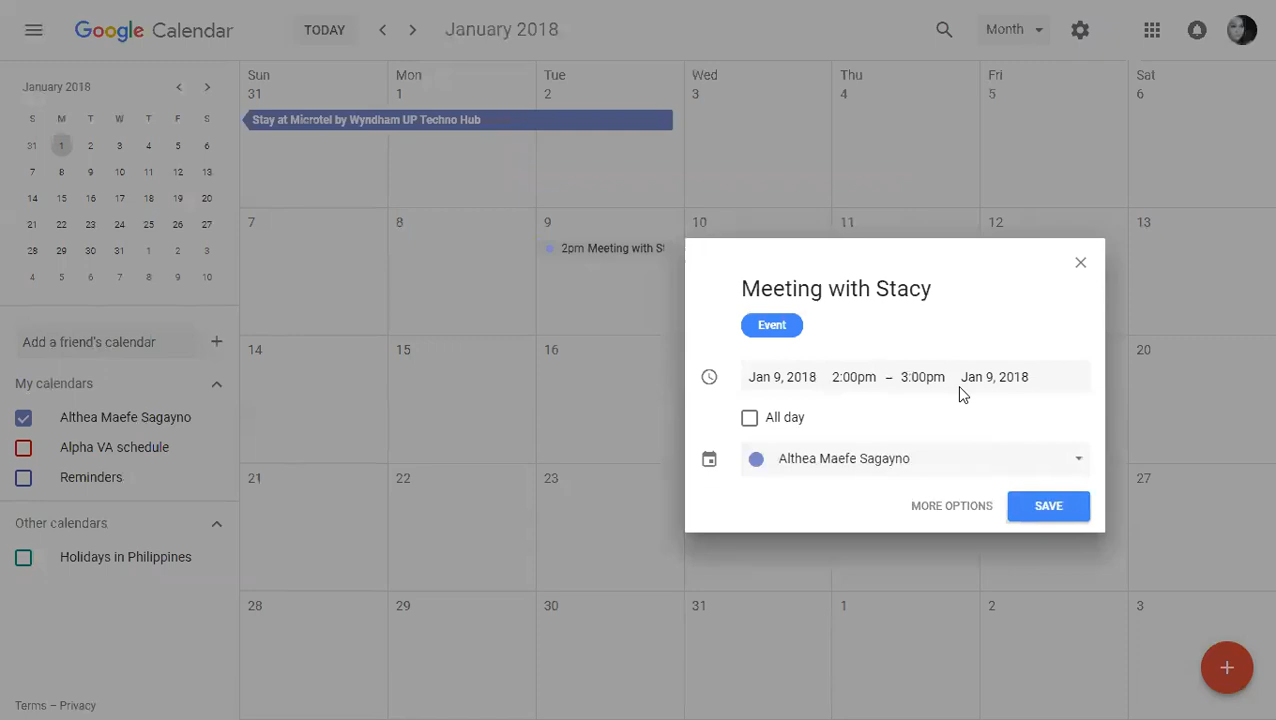 Google Calendar
TODAY
January 2018
Month
January 2018
S M T W T F S
31 1 2 3 4 5 6
7 8 9 10 11 12 13
14 15 16 17 18 19 20
21 22 23 24 25 26 27
28 29 30 31 1 2 3
4 5 6 7 8 9 10
Add a friend's calendar
My calendars
Althea Maefe Sagayno
Alpha VA schedule
Reminders
Other calendars
Holidays in Philippines
Terms – Privacy
Sun Mon Tue Wed Thu Fri Sat
31 1 2 3 4 5 6
Stay at Microtel by Wyndham UP Techno Hub
7 8 9 10 11 12 13
2pm Meeting with St
14 15 16 20
21 22 23 27
28 29 30 31 1 2 3
Meeting with Stacy
Event
Jan 9, 2018 2:00pm – 3:00pm Jan 9, 2018
All day
Althea Maefe Sagayno
MORE OPTIONS SAVE